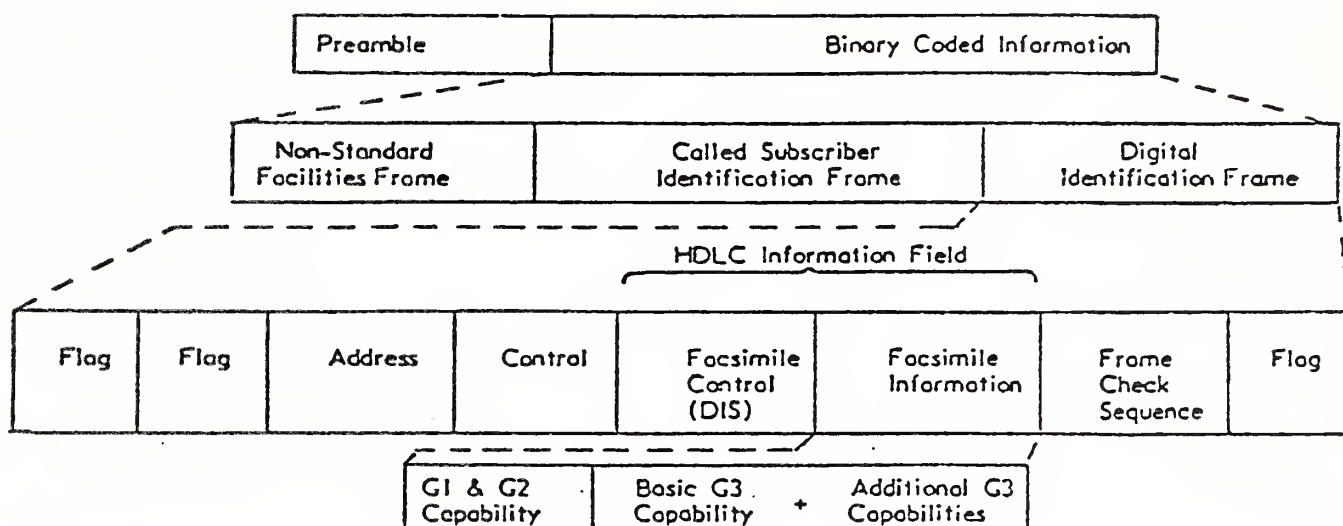 Preamble
Binary Coded Information
Non-Standard
Facilities Frame
Called Subscriber
Identification Frame
Digital
Identification Frame
HDLC Information Field
Flag
Flag
Address
Control
Facsimile
Control
(DIS)
Facsimile
Information
Frame
Check
Sequence
Flag
G1 & G2
Capability
Basic G3
Capability
+
Additional G3
Capabilities